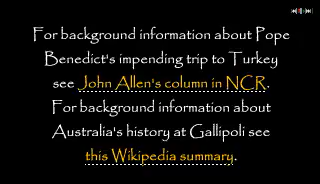 For background information about Pope
Benedict's impending trip to Turkey
see John Allen's column in NCR.
For background information about
Australia's history at Gallipoli see
this Wikipedia summary.